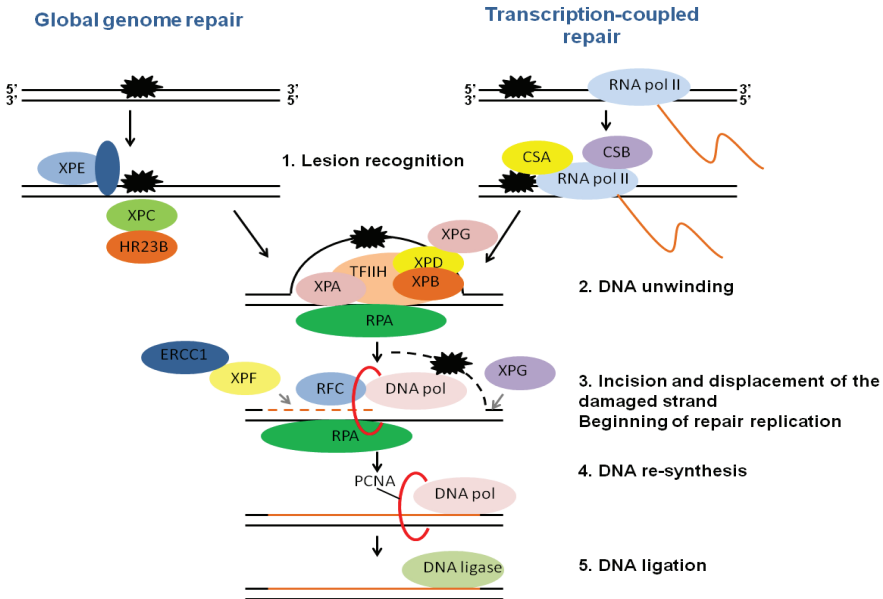 Global genome repair
Transcription-coupled
repair
5’
3’
3’
5’
5’
3’
RNA pol II
3’
5’
XPE
XPC
HR23B
1. Lesion recognition
CSA
CSB
RNA pol II
XPG
XPD
TFIIH
XPB
XPA
RPA
2. DNA unwinding
ERCC1
XPF
RFC
DNA pol
XPG
RPA
3. Incision and displacement of the
damaged strand
Beginning of repair replication
PCNA
DNA pol
4. DNA re-synthesis
DNA ligase
5. DNA ligation